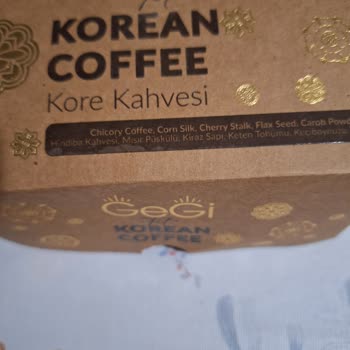 KOREAN
COFFEE
Kore Kahvesi
Chicory Coffee, Corn Silk, Cherry Stalk, Flax Seed, Carob Powd
Hindiba Kahvesi, Mısır Püskülü, Kiraz Sapı, Keten Tohumu, Keçiboynuzu
GeGi
KOREAN
COFFEE